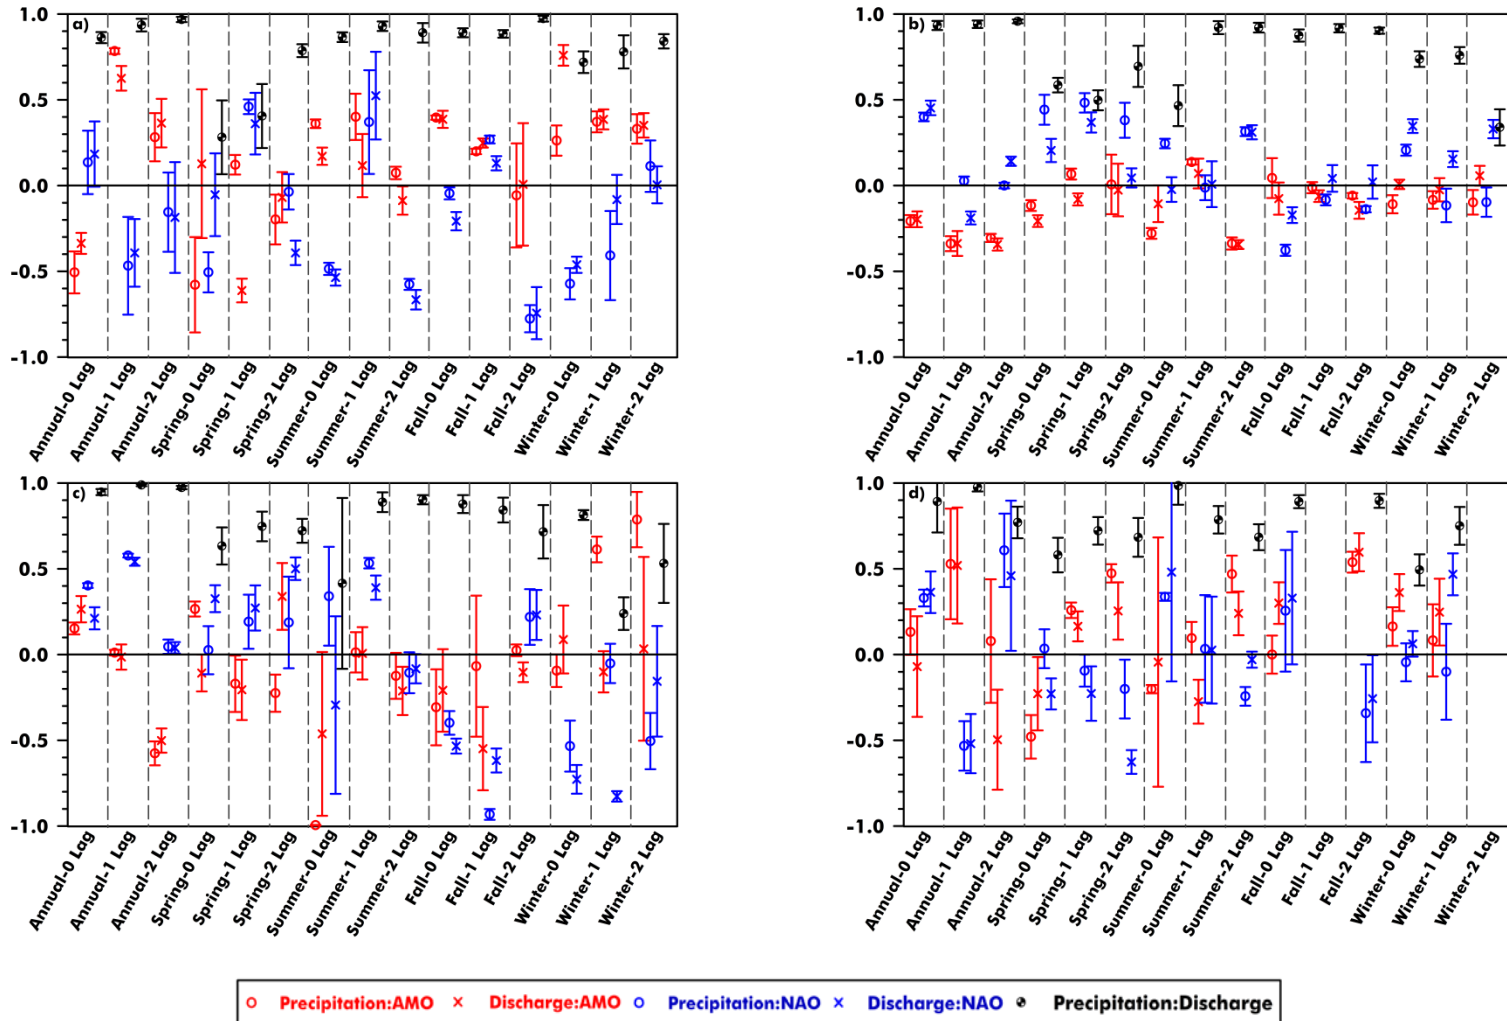 a)
1.0
0.5
0.0
-0.5
-1.0
Annual-0 Lag
Annual-1 Lag
Annual-2 Lag
Spring-0 Lag
Spring-1 Lag
Spring-2 Lag
Summer-0 Lag
Summer-1 Lag
Summer-2 Lag
Fall-0 Lag
Fall-1 Lag
Fall-2 Lag
Winter-0 Lag
Winter-1 Lag
Winter-2 Lag
b)
1.0
0.5
0.0
-0.5
-1.0
Annual-0 Lag
Annual-1 Lag
Annual-2 Lag
Spring-0 Lag
Spring-1 Lag
Spring-2 Lag
Summer-0 Lag
Summer-1 Lag
Summer-2 Lag
Fall-0 Lag
Fall-1 Lag
Fall-2 Lag
Winter-0 Lag
Winter-1 Lag
Winter-2 Lag
c)
1.0
0.5
0.0
-0.5
-1.0
Annual-0 Lag
Annual-1 Lag
Annual-2 Lag
Spring-0 Lag
Spring-1 Lag
Spring-2 Lag
Summer-0 Lag
Summer-1 Lag
Summer-2 Lag
Fall-0 Lag
Fall-1 Lag
Fall-2 Lag
Winter-0 Lag
Winter-1 Lag
Winter-2 Lag
d)
1.0
0.5
0.0
-0.5
-1.0
Annual-0 Lag
Annual-1 Lag
Annual-2 Lag
Spring-0 Lag
Spring-1 Lag
Spring-2 Lag
Summer-0 Lag
Summer-1 Lag
Summer-2 Lag
Fall-0 Lag
Fall-1 Lag
Fall-2 Lag
Winter-0 Lag
Winter-1 Lag
Winter-2 Lag
Precipitation:AMO Discharge:AMO Precipitation:NAO Discharge:NAO Precipitation:Discharge